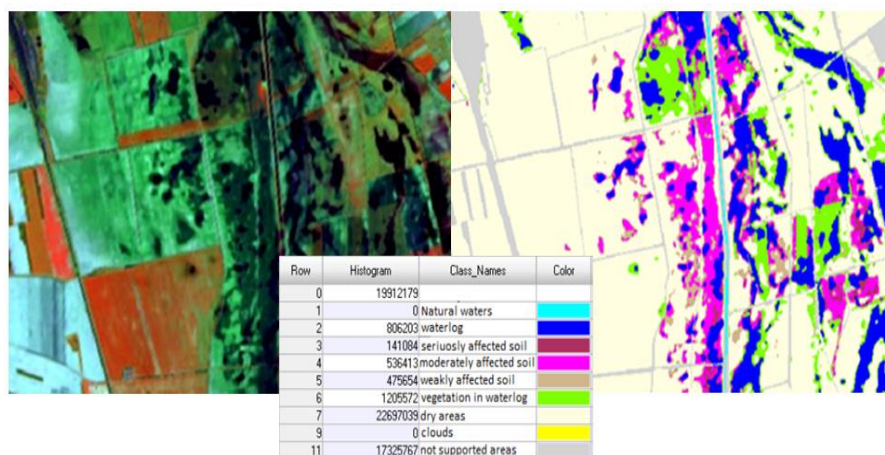 Row Histogram Class_Names Color
0 19912179
1 0 Natural waters
2 806203 waterlog
3 141084 seriuosly affected soil
4 536413 moderately affected soil
5 475654 weakly affected soil
6 1205572 vegetation in waterlog
7 22697039 dry areas
9 0 clouds
11 17325767 not supported areas